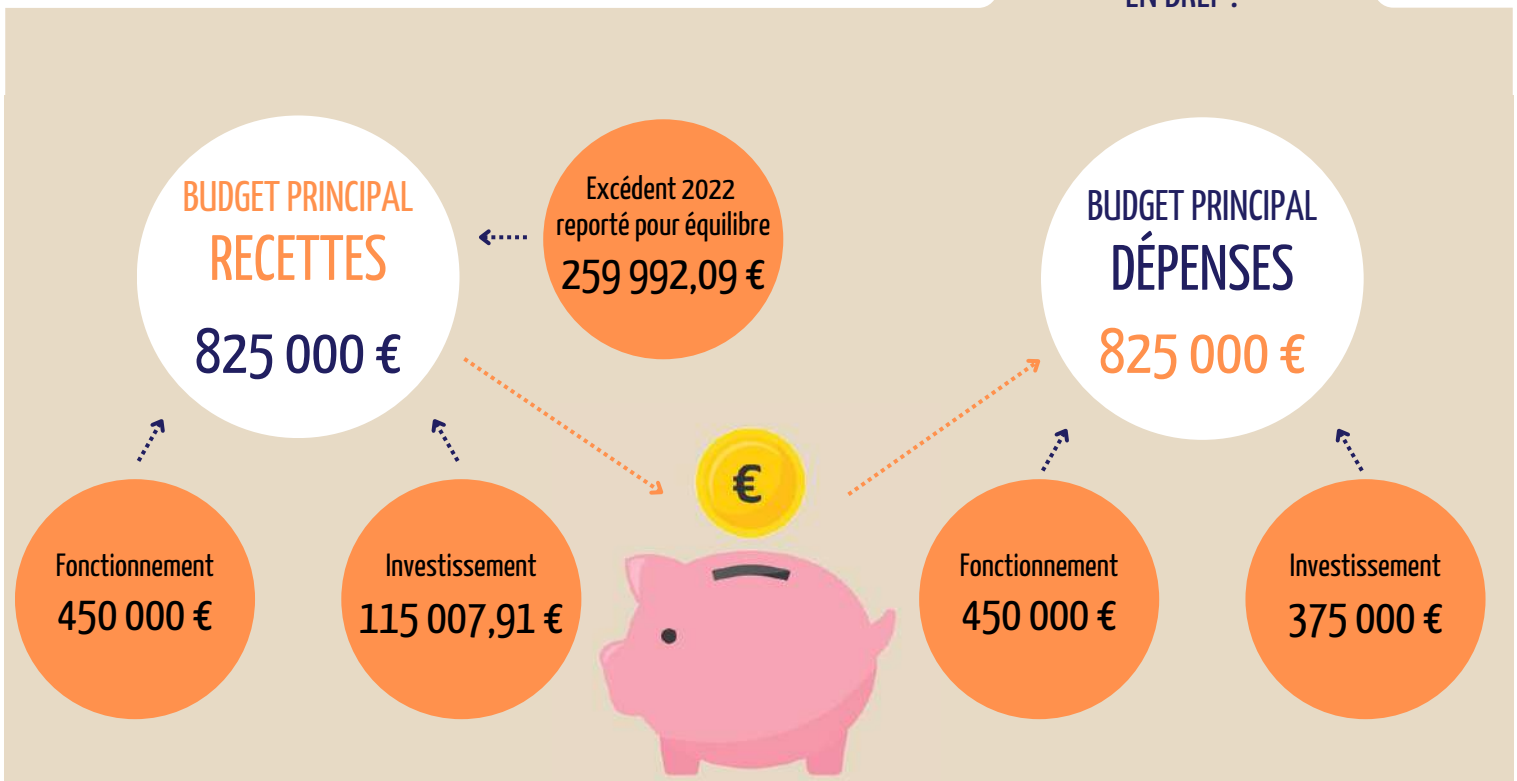 BUDGET PRINCIPAL
RECETTES
825 000 €
Excédent 2022
reporté pour équilibre
259 992,09 €
BUDGET PRINCIPAL
DÉPENSES
825 000 €
€
Fonctionnement
450 000 €
Investissement
115 007,91 €
Fonctionnement
450 000 €
Investissement
375 000 €